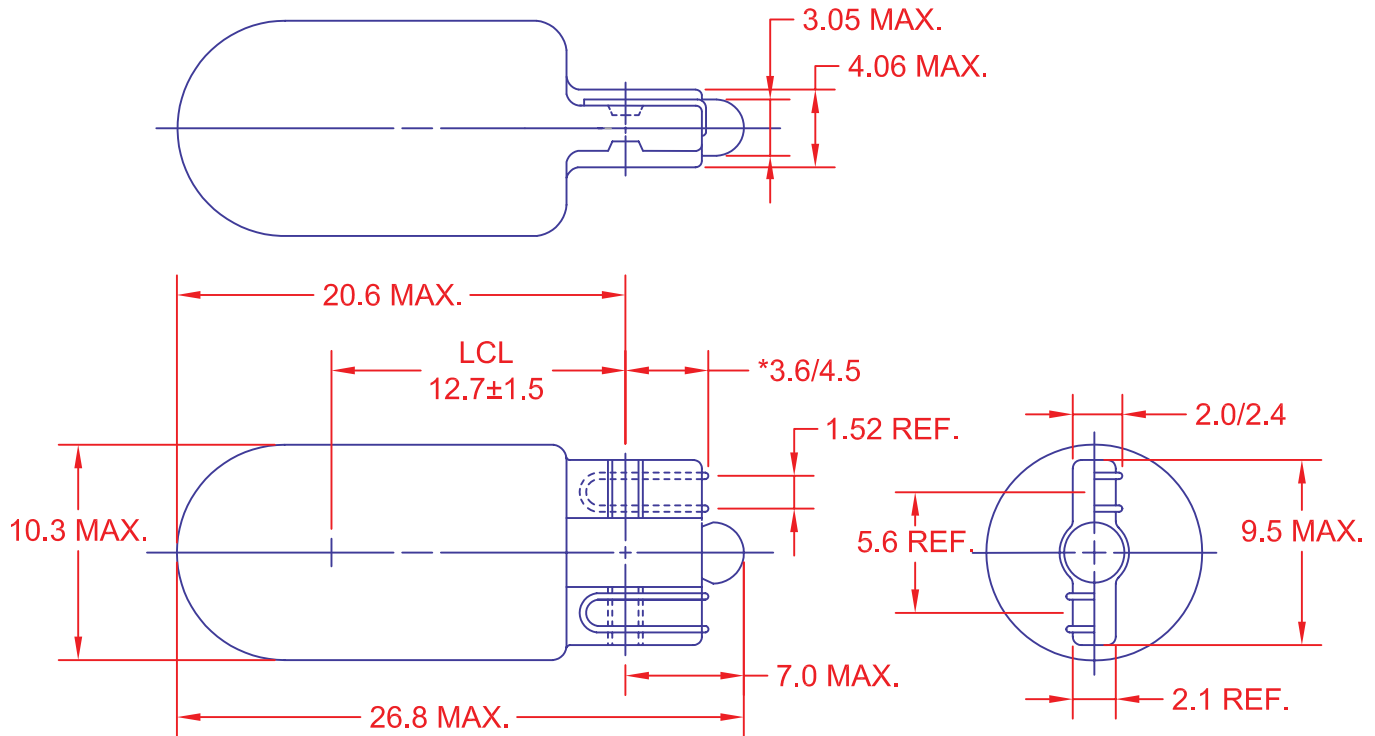 3.05 MAX.
4.06 MAX.
20.6 MAX.
LCL
12.7±1.5
*3.6/4.5
1.52 REF.
2.0/2.4
10.3 MAX.
5.6 REF.
9.5 MAX.
7.0 MAX.
2.1 REF.
26.8 MAX.